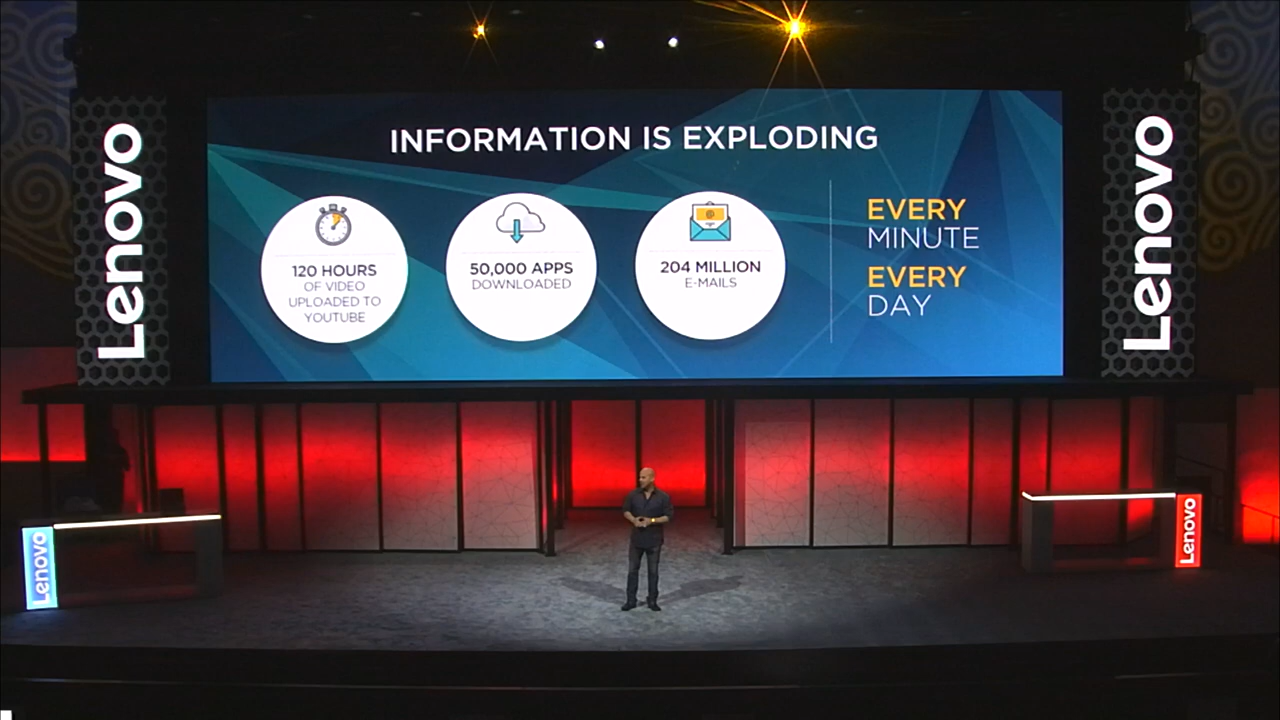 Lenovo
INFORMATION IS EXPLODING
120 HOURS
OF VIDEO
UPLOADED TO
YOUTUBE
50,000 APPS
DOWNLOADED
@
204 MILLION
E-MAILS
EVERY
MINUTE
EVERY
DAY
Lenovo
Lenovo
Lenovo